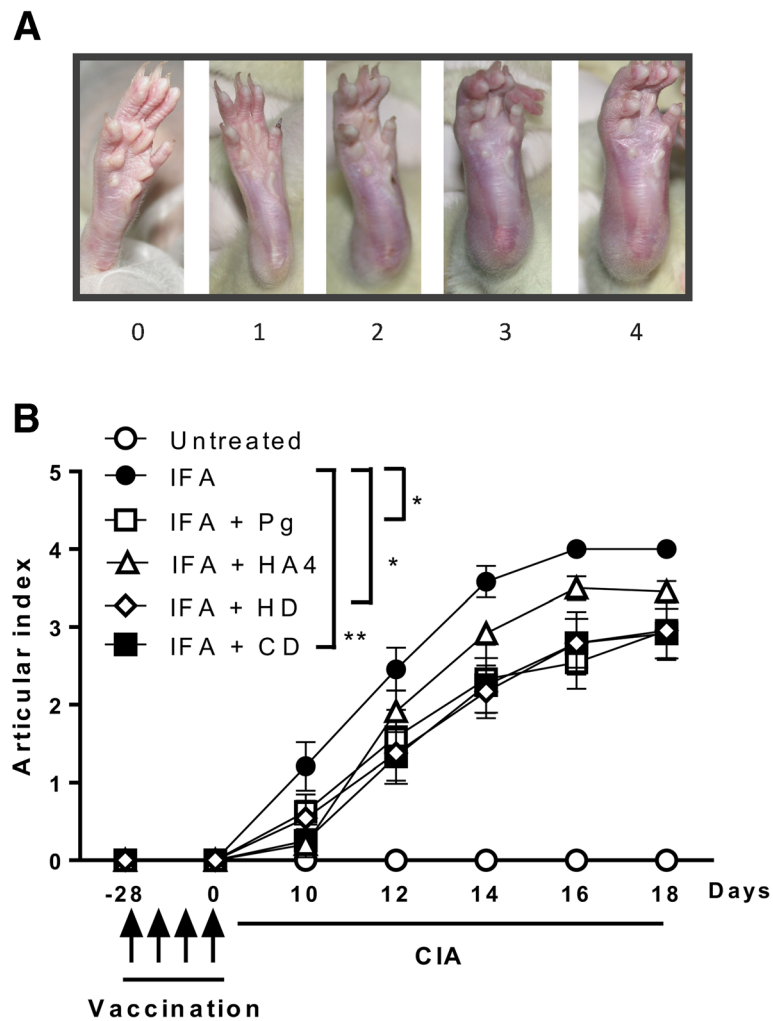 A
0 1 2 3 4
B
Untreated
5
IFA
*
IFA + Pg
4
*
IFA + HA4
3
IFA + HD
**
IFA + CD
2
1
0
Articular index
-28 0 10 12 14 16 18 Days
CIA
Vaccination